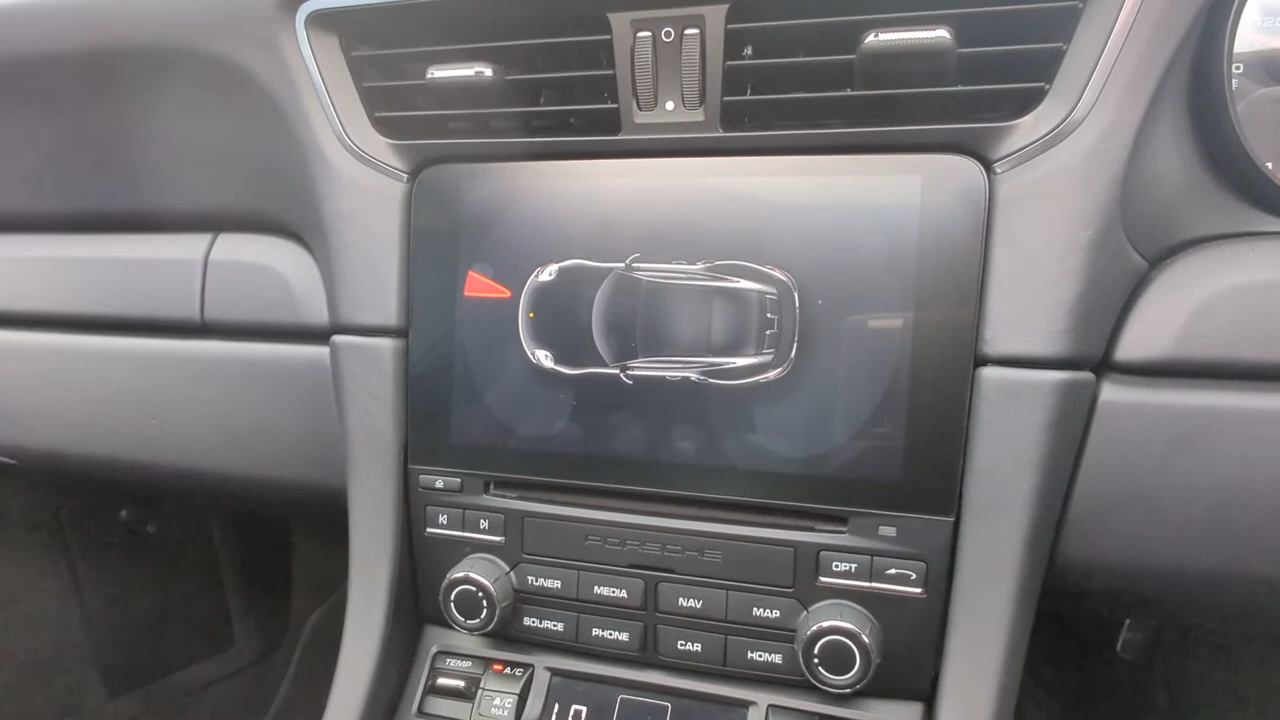 PORSCHE
OPT
TUNER MEDIA NAV MAP
SOURCE PHONE CAR HOME
TEMP A/C
A/C
MAX